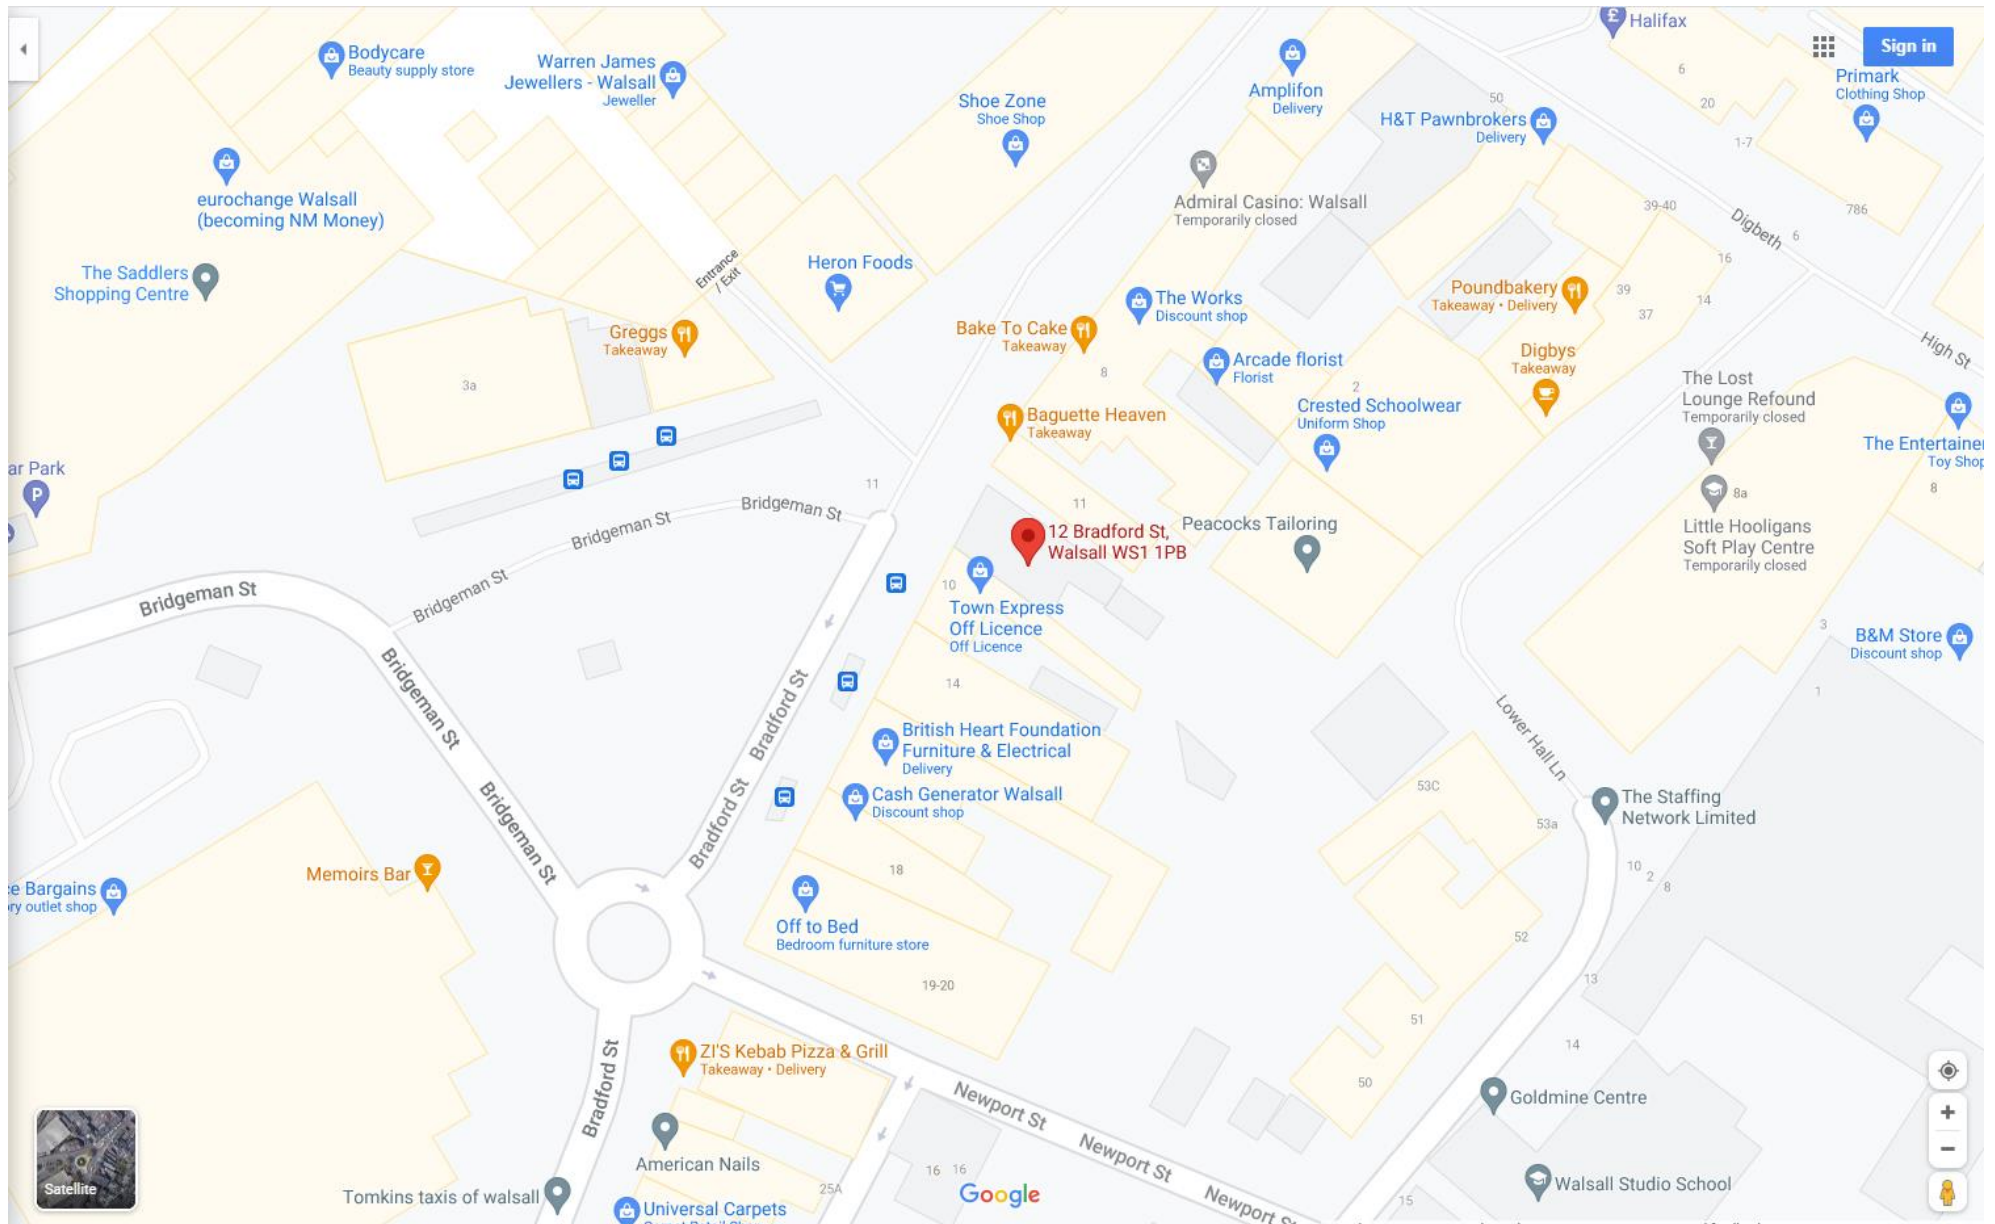 Halifax
Sign in
Bodycare
Beauty supply store
Warren James
Jewellers - Walsall
Jeweller
Amplifon
Delivery
Primark
Clothing Shop
6
20
50
Shoe Zone
Shoe Shop
H&T Pawnbrokers
Delivery
1-7
eurochange Walsall
(becoming NM Money)
Admiral Casino: Walsall
Temporarily closed
39-40
786
Digbeth
6
16
The Saddlers
Shopping Centre
Entrance
/ Exit
Heron Foods
The Works
Discount shop
Poundbakery
Takeaway • Delivery
39
14
37
Greggs
Takeaway
Bake To Cake
Takeaway
High St
3a
8
Arcade florist
Florist
2
Digbys
Takeaway
The Lost
Lounge Refound
Temporarily closed
Crested Schoolwear
Uniform Shop
Baguette Heaven
Takeaway
The Entertainer
Toy Shop
ar Park
P
11
8a
8
Bridgeman St
Bridgeman St
Bridgeman St
11
12 Bradford St,
Walsall WS1 1PB
Peacocks Tailoring
Little Hooligans
Soft Play Centre
Temporarily closed
Bridgeman St
10
Town Express
Off Licence
Off Licence
3
B&M Store
Discount shop
Bridgeman St
Bradford St
14
1
Lower Hall Ln
British Heart Foundation
Furniture & Electrical
Delivery
Cash Generator Walsall
Discount shop
53C
53a
The Staffing
Network Limited
Bridgeman St
Bradford St
Memoirs Bar
18
10
2
8
ce Bargains
ry outlet shop
Off to Bed
Bedroom furniture store
52
19-20
13
51
14
Bradford St
ZI'S Kebab Pizza & Grill
Takeaway • Delivery
50
Newport St
Goldmine Centre
Newport St
American Nails
16
16
25A
Satellite
Tomkins taxis of walsall
Universal Carpets
Google
Newport St
15
Walsall Studio School